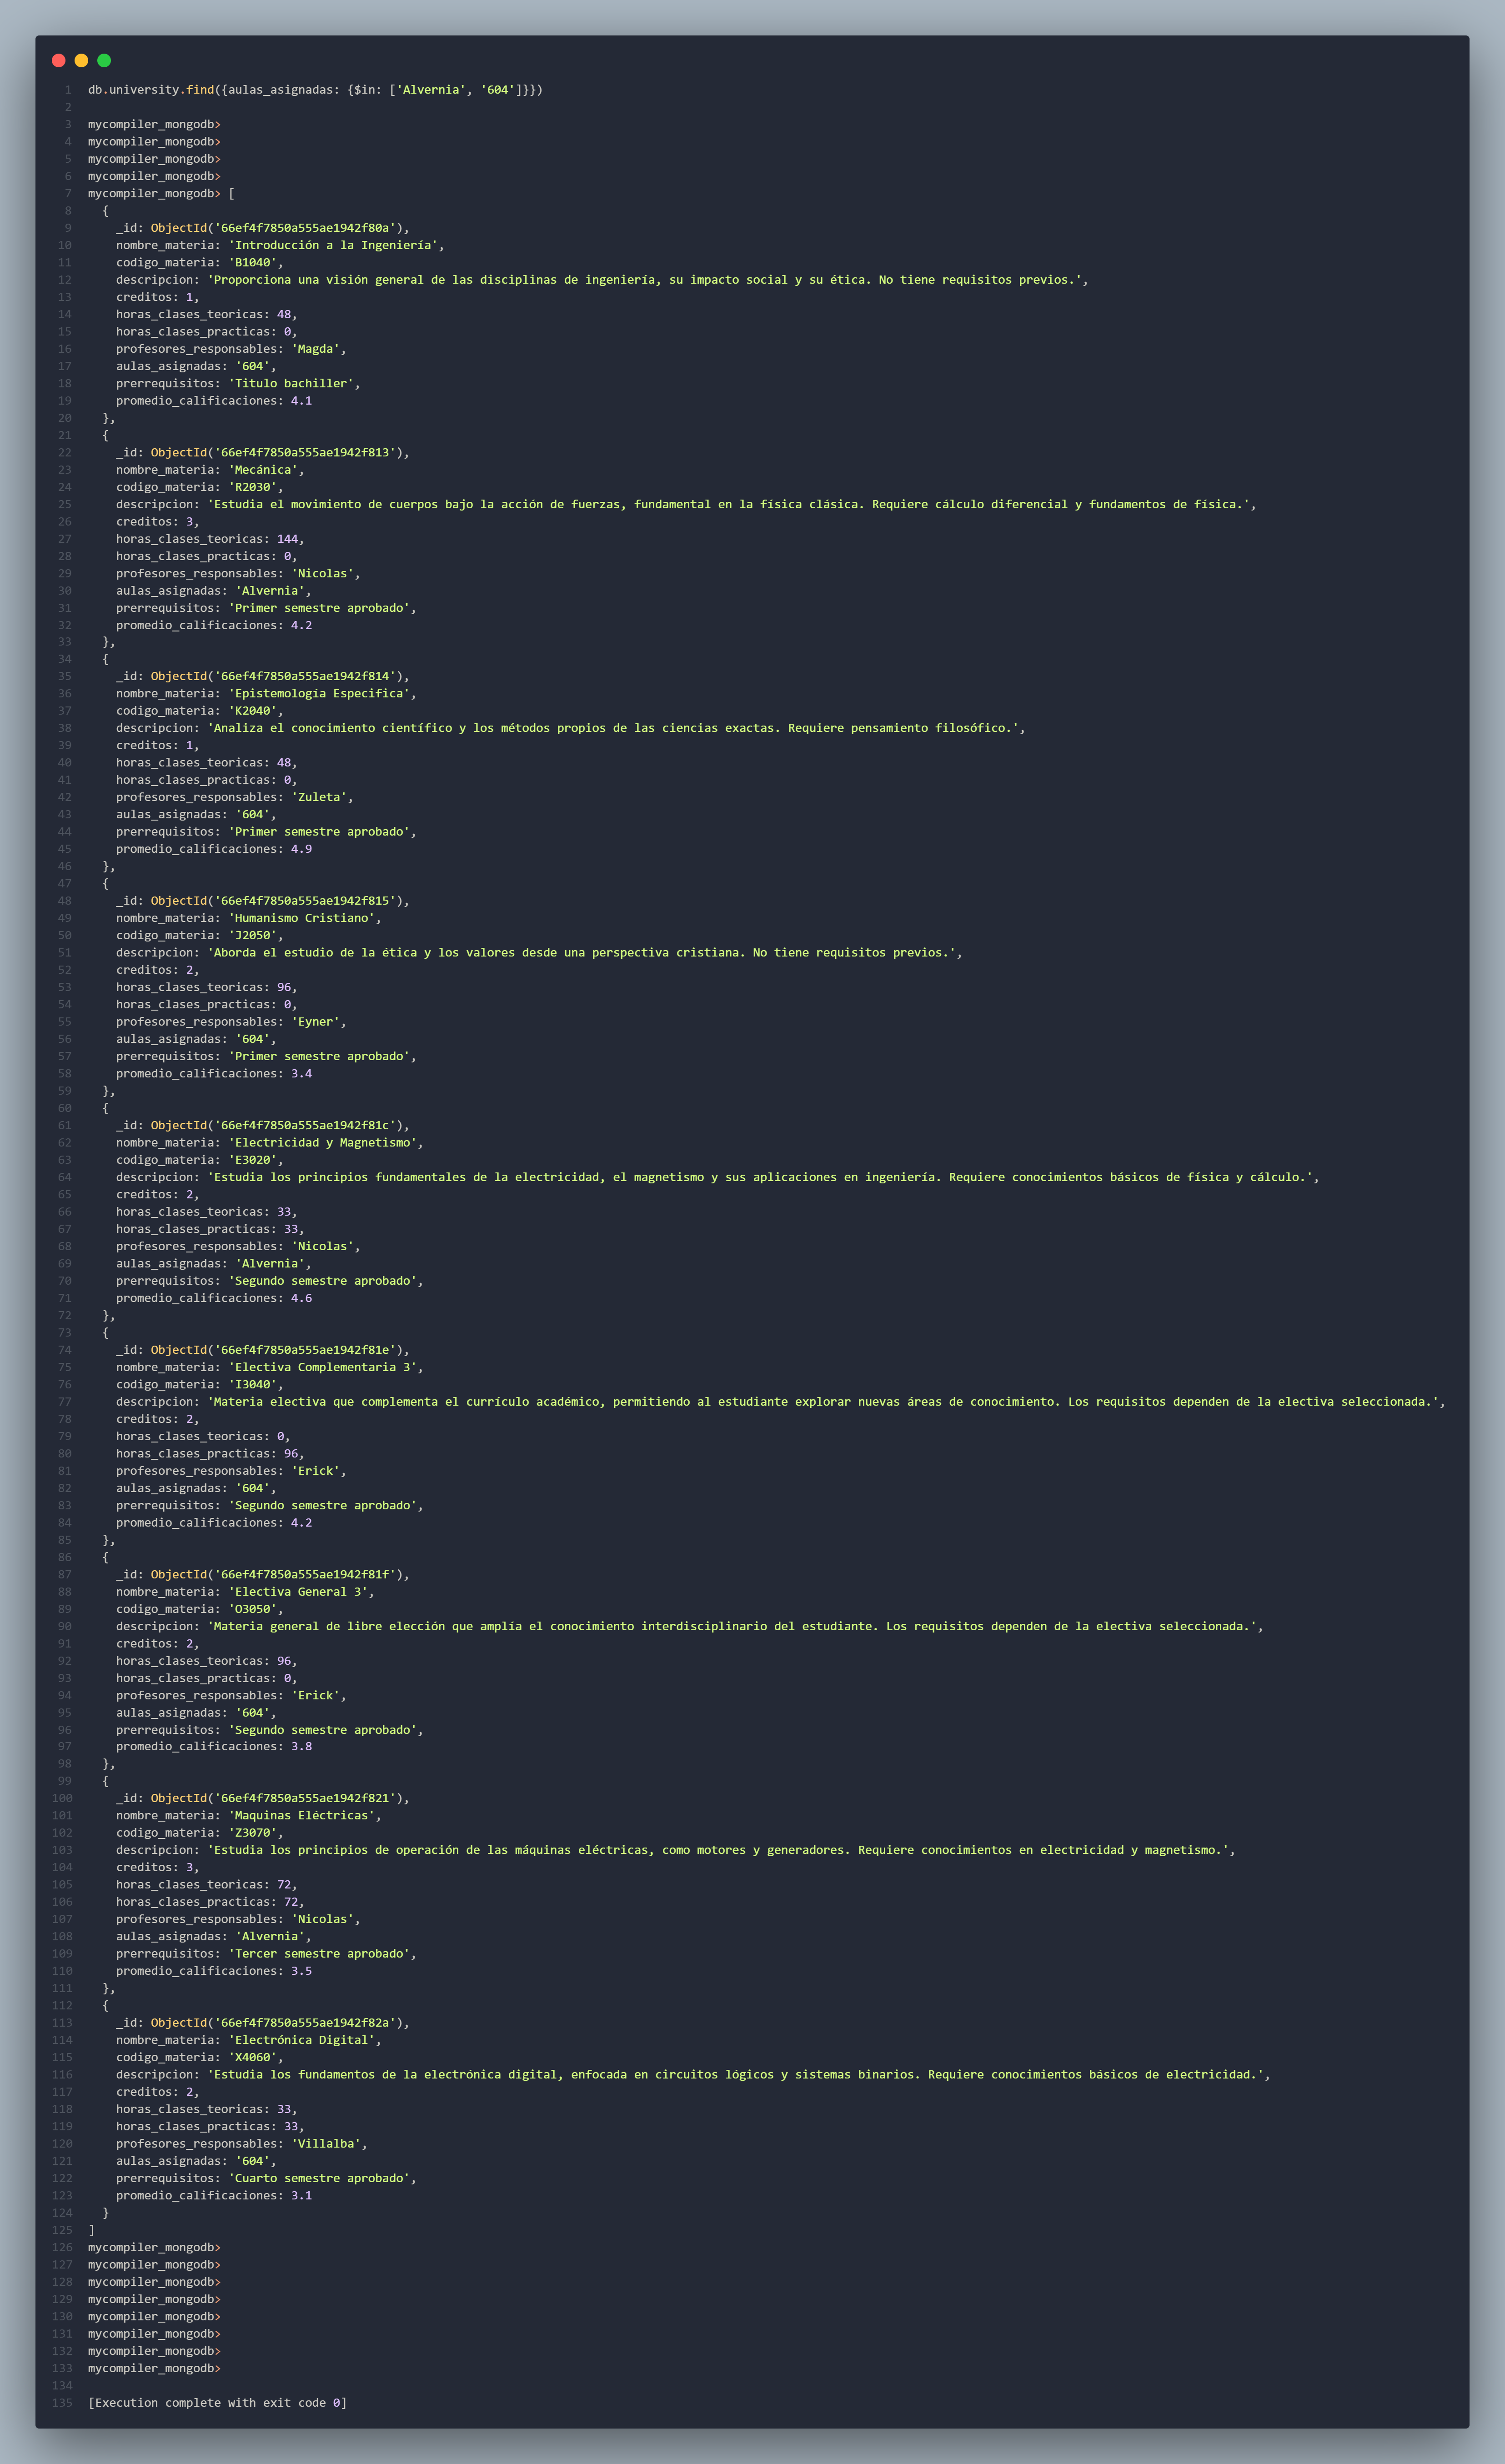 1 db.university.find({aulas_asignadas: {$in: ['Alvernia', '604']}})
2
3 mycompiler_mongodb>
4 mycompiler_mongodb>
5 mycompiler_mongodb>
6 mycompiler_mongodb>
7 mycompiler_mongodb> [
8 {
9 _id: ObjectId('66ef4f7850a555ae1942f80a'),
10 nombre_materia: 'Introducción a la Ingeniería',
11 codigo_materia: 'B1040',
12 descripcion: 'Proporciona una visión general de las disciplinas de ingeniería, su impacto social y su ética. No tiene requisitos previos.',
13 creditos: 1,
14 horas_clases_teoricas: 48,
15 horas_clases_practicas: 0,
16 profesores_responsables: 'Magda',
17 aulas_asignadas: '604',
18 prerrequisitos: 'Titulo bachiller',
19 promedio_calificaciones: 4.1
20 },
21 {
22 _id: ObjectId('66ef4f7850a555ae1942f813'),
23 nombre_materia: 'Mecánica',
24 codigo_materia: 'R2030',
25 descripcion: 'Estudia el movimiento de cuerpos bajo la acción de fuerzas, fundamental en la física clásica. Requiere cálculo diferencial y fundamentos de física.',
26 creditos: 3,
27 horas_clases_teoricas: 144,
28 horas_clases_practicas: 0,
29 profesores_responsables: 'Nicolas',
30 aulas_asignadas: 'Alvernia',
31 prerrequisitos: 'Primer semestre aprobado',
32 promedio_calificaciones: 4.2
33 },
34 {
35 _id: ObjectId('66ef4f7850a555ae1942f814'),
36 nombre_materia: 'Epistemología Especifica',
37 codigo_materia: 'K2040',
38 descripcion: 'Analiza el conocimiento científico y los métodos propios de las ciencias exactas. Requiere pensamiento filosófico.',
39 creditos: 1,
40 horas_clases_teoricas: 48,
41 horas_clases_practicas: 0,
42 profesores_responsables: 'Zuleta',
43 aulas_asignadas: '604',
44 prerrequisitos: 'Primer semestre aprobado',
45 promedio_calificaciones: 4.9
46 },
47 {
48 _id: ObjectId('66ef4f7850a555ae1942f815'),
49 nombre_materia: 'Humanismo Cristiano',
50 codigo_materia: 'J2050',
51 descripcion: 'Aborda el estudio de la ética y los valores desde una perspectiva cristiana. No tiene requisitos previos.',
52 creditos: 2,
53 horas_clases_teoricas: 96,
54 horas_clases_practicas: 0,
55 profesores_responsables: 'Eyner',
56 aulas_asignadas: '604',
57 prerrequisitos: 'Primer semestre aprobado',
58 promedio_calificaciones: 3.4
59 },
60 {
61 _id: ObjectId('66ef4f7850a555ae1942f81c'),
62 nombre_materia: 'Electricidad y Magnetismo',
63 codigo_materia: 'E3020',
64 descripcion: 'Estudia los principios fundamentales de la electricidad, el magnetismo y sus aplicaciones en ingeniería. Requiere conocimientos básicos de física y cálculo.',
65 creditos: 2,
66 horas_clases_teoricas: 33,
67 horas_clases_practicas: 33,
68 profesores_responsables: 'Nicolas',
69 aulas_asignadas: 'Alvernia',
70 prerrequisitos: 'Segundo semestre aprobado',
71 promedio_calificaciones: 4.6
72 },
73 {
74 _id: ObjectId('66ef4f7850a555ae1942f81e'),
75 nombre_materia: 'Electiva Complementaria 3',
76 codigo_materia: 'I3040',
77 descripcion: 'Materia electiva que complementa el currículo académico, permitiendo al estudiante explorar nuevas áreas de conocimiento. Los requisitos dependen de la electiva seleccionada.',
78 creditos: 2,
79 horas_clases_teoricas: 0,
80 horas_clases_practicas: 96,
81 profesores_responsables: 'Erick',
82 aulas_asignadas: '604',
83 prerrequisitos: 'Segundo semestre aprobado',
84 promedio_calificaciones: 4.2
85 },
86 {
87 _id: ObjectId('66ef4f7850a555ae1942f81f'),
88 nombre_materia: 'Electiva General 3',
89 codigo_materia: 'O3050',
90 descripcion: 'Materia general de libre elección que amplía el conocimiento interdisciplinario del estudiante. Los requisitos dependen de la electiva seleccionada.',
91 creditos: 2,
92 horas_clases_teoricas: 96,
93 horas_clases_practicas: 0,
94 profesores_responsables: 'Erick',
95 aulas_asignadas: '604',
96 prerrequisitos: 'Segundo semestre aprobado',
97 promedio_calificaciones: 3.8
98 },
99 {
100 _id: ObjectId('66ef4f7850a555ae1942f821'),
101 nombre_materia: 'Maquinas Eléctricas',
102 codigo_materia: 'Z3070',
103 descripcion: 'Estudia los principios de operación de las máquinas eléctricas, como motores y generadores. Requiere conocimientos en electricidad y magnetismo.',
104 creditos: 3,
105 horas_clases_teoricas: 72,
106 horas_clases_practicas: 72,
107 profesores_responsables: 'Nicolas',
108 aulas_asignadas: 'Alvernia',
109 prerrequisitos: 'Tercer semestre aprobado',
110 promedio_calificaciones: 3.5
111 },
112 {
113 _id: ObjectId('66ef4f7850a555ae1942f82a'),
114 nombre_materia: 'Electrónica Digital',
115 codigo_materia: 'X4060',
116 descripcion: 'Estudia los fundamentos de la electrónica digital, enfocada en circuitos lógicos y sistemas binarios. Requiere conocimientos básicos de electricidad.',
117 creditos: 2,
118 horas_clases_teoricas: 33,
119 horas_clases_practicas: 33,
120 profesores_responsables: 'Villalba',
121 aulas_asignadas: '604',
122 prerrequisitos: 'Cuarto semestre aprobado',
123 promedio_calificaciones: 3.1
124 }
125 ]
126 mycompiler_mongodb>
127 mycompiler_mongodb>
128 mycompiler_mongodb>
129 mycompiler_mongodb>
130 mycompiler_mongodb>
131 mycompiler_mongodb>
132 mycompiler_mongodb>
133 mycompiler_mongodb>
134
135 [Execution complete with exit code 0]